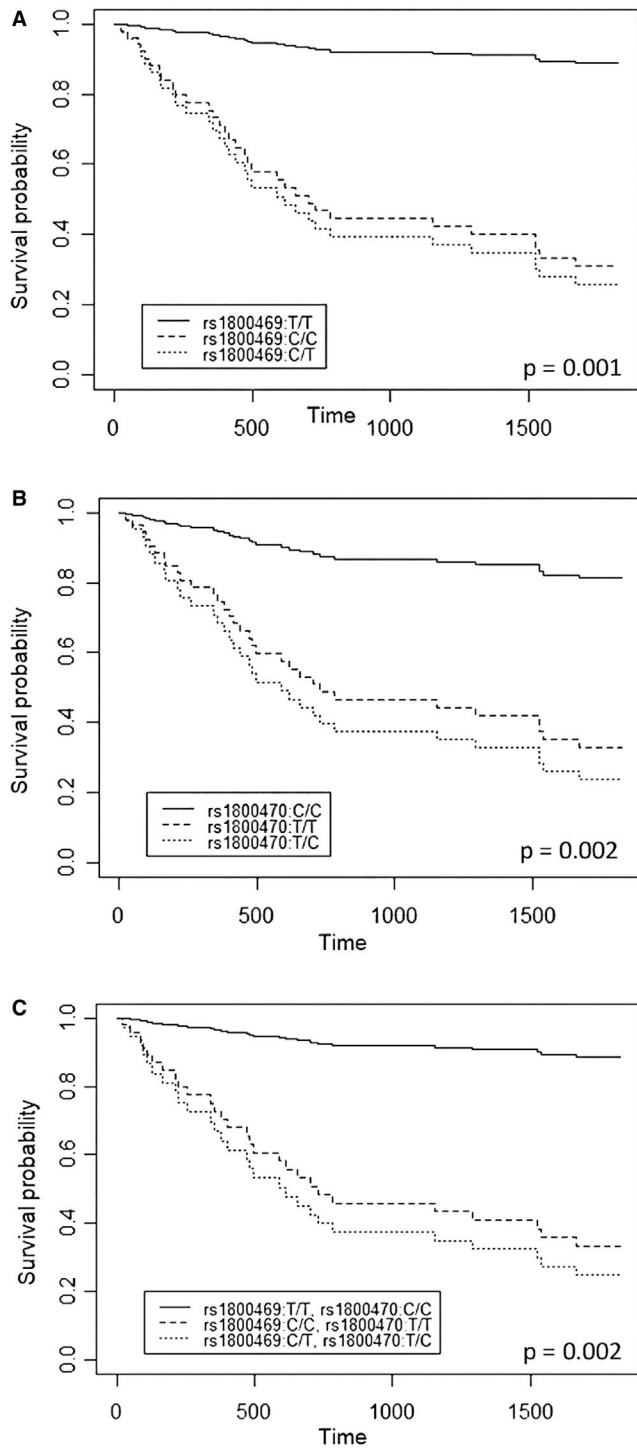 A
Survival probability
1.0
0.8
0.6
0.4
0.2
0.0
rs1800469:T/T
rs1800469:C/C
rs1800469:C/T
p = 0.001
0 500 1000 1500
Time
B
Survival probability
1.0
0.8
0.6
0.4
0.2
0.0
rs1800470:C/C
rs1800470:T/T
rs1800470:T/C
p = 0.002
0 500 1000 1500
Time
C
Survival probability
1.0
0.8
0.6
0.4
0.2
0.0
rs1800469:T/T, rs1800470:C/C
rs1800469:C/C, rs1800470:T/T
rs1800469:C/T, rs1800470:T/C
p = 0.002
0 500 1000 1500
Time